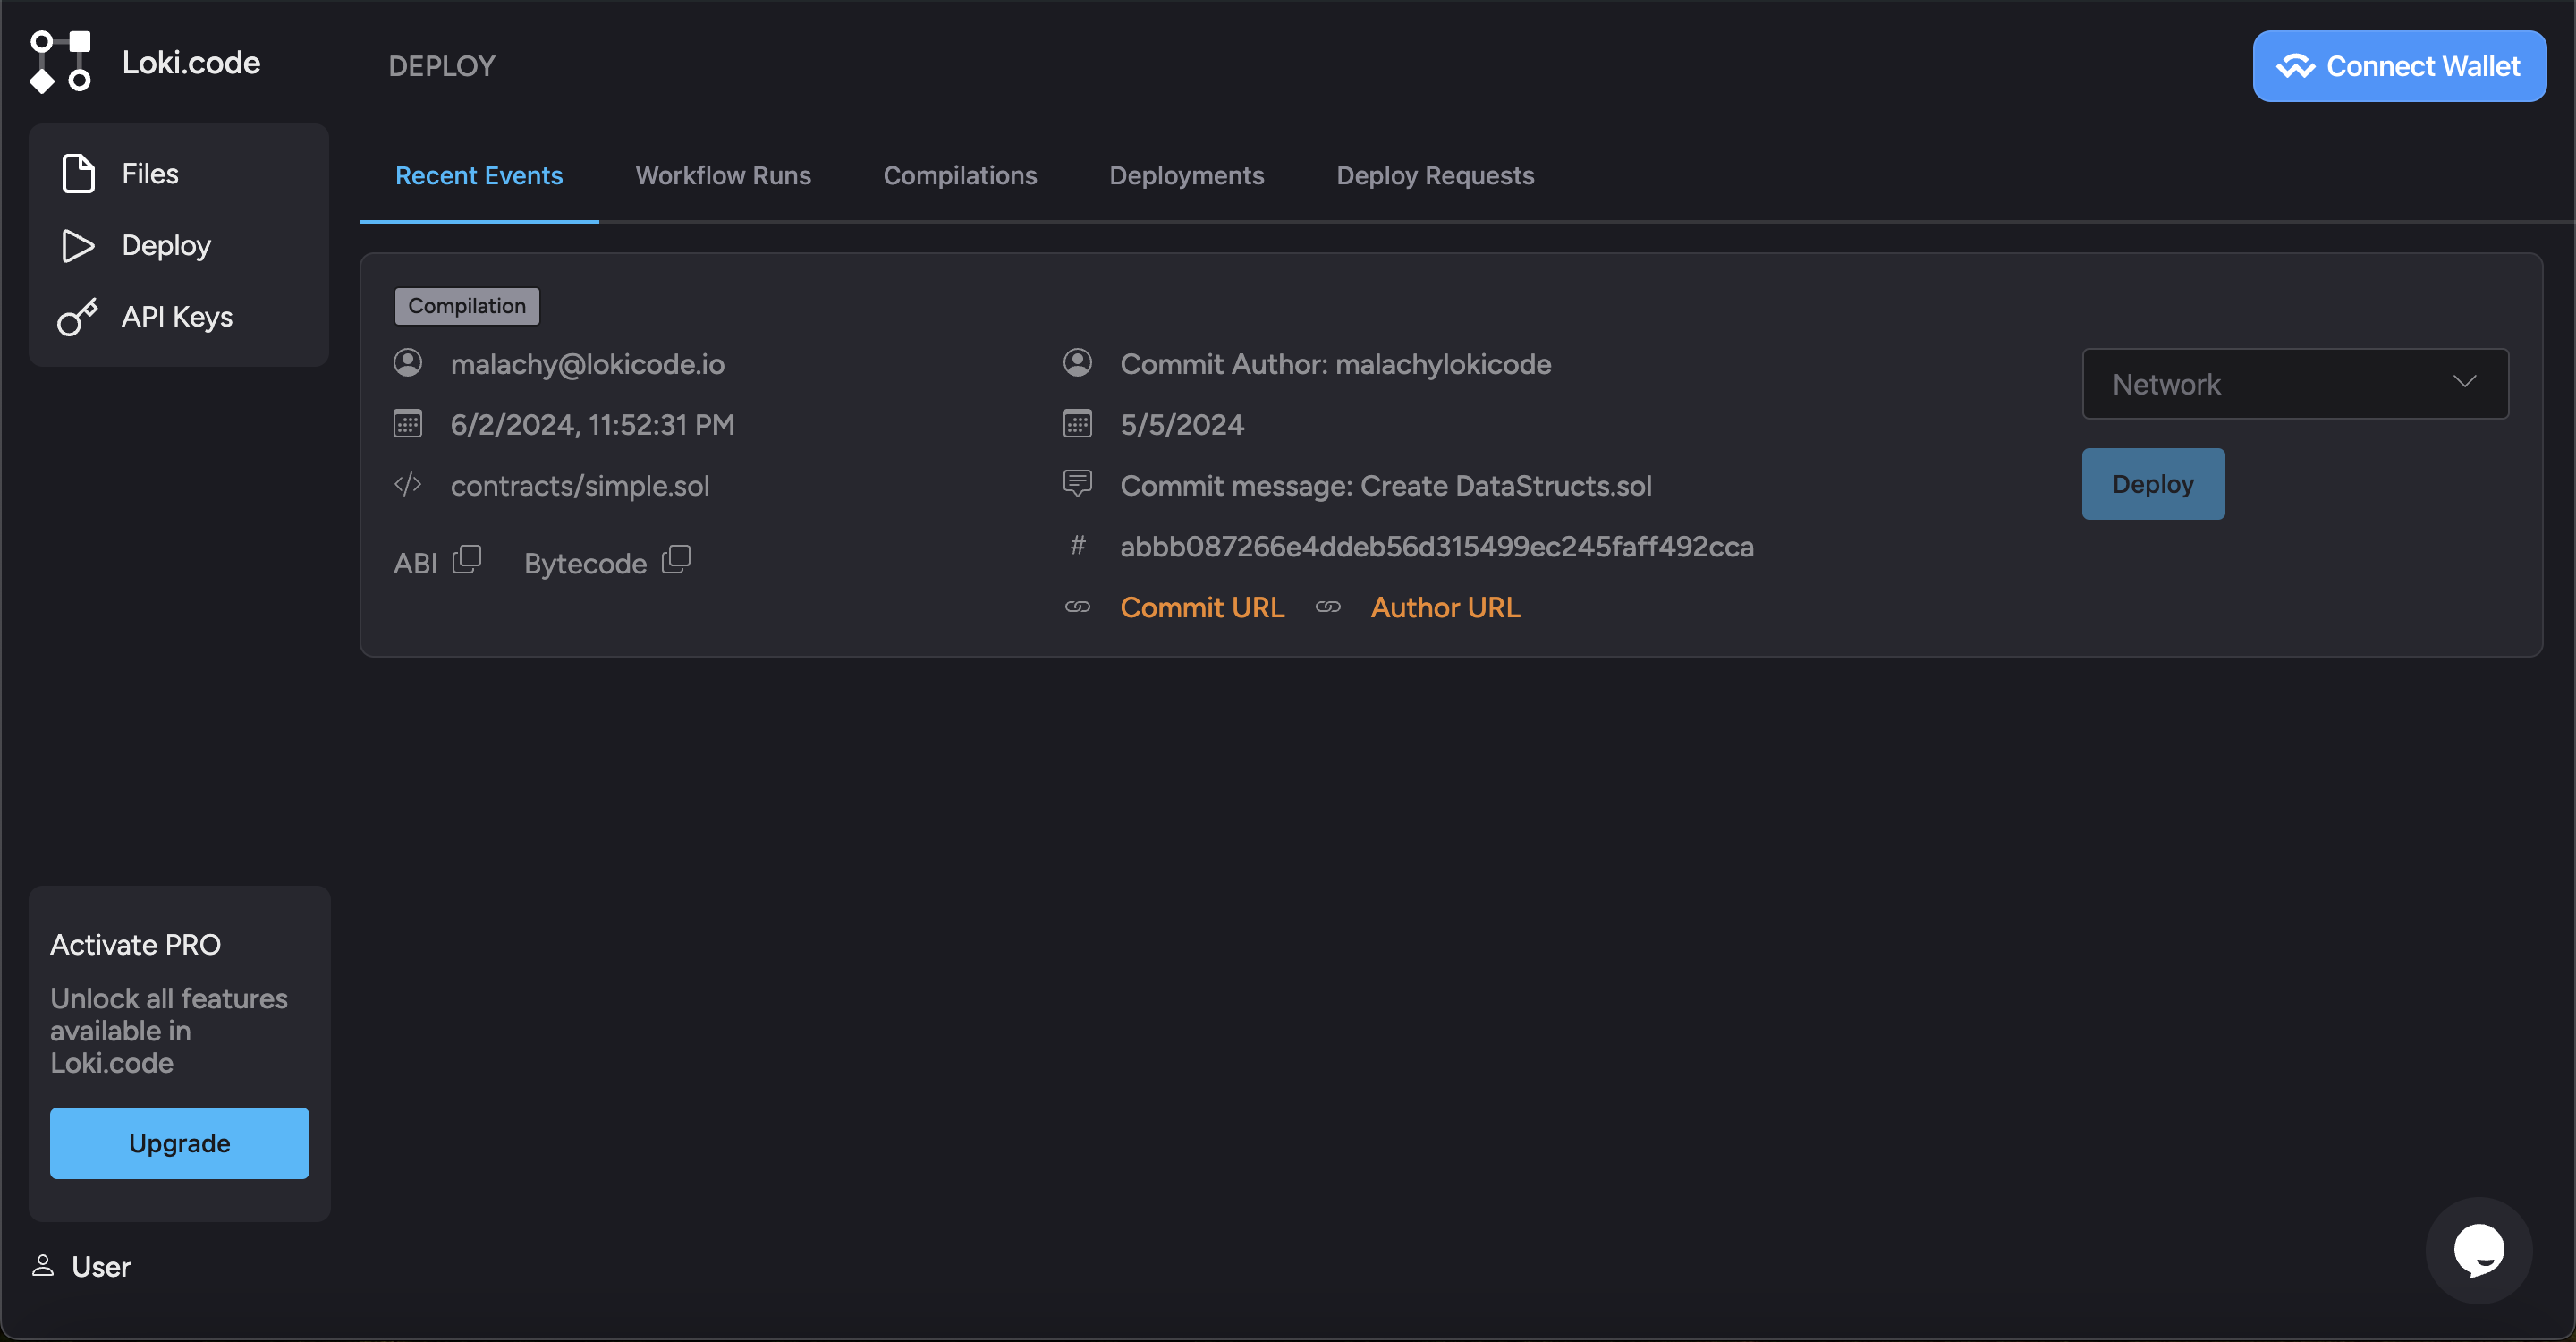 Loki.code
DEPLOY
Connect Wallet
Files
Deploy
API Keys
Recent Events
Workflow Runs
Compilations
Deployments
Deploy Requests
Compilation
malachy@lokicode.io
6/2/2024, 11:52:31 PM
contracts/simple.sol
ABI
Bytecode
Commit Author: malachylokicode
5/5/2024
Commit message: Create DataStructs.sol
# abbb087266e4ddeb56d315499ec245faff492cca
Commit URL
Author URL
Network
Deploy
Activate PRO
Unlock all features
available in
Loki.code
Upgrade
User